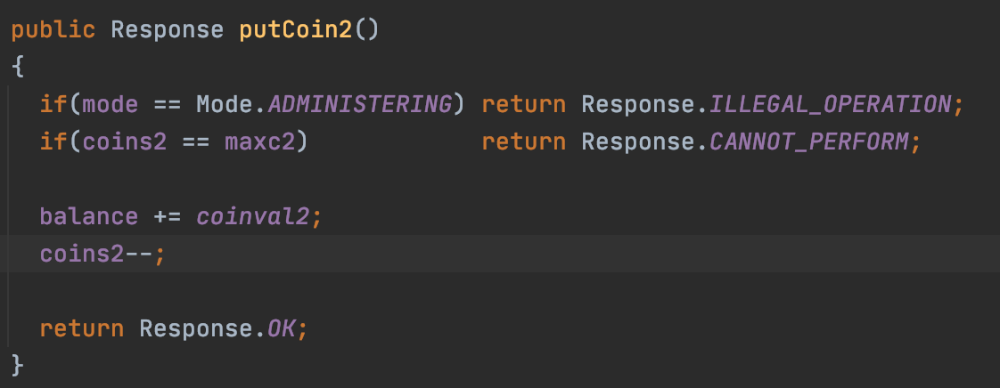 public Response putCoin2()
{
if(mode == Mode.ADMINISTERING) return Response.ILLEGAL_OPERATION;
if(coins2 == maxc2) return Response.CANNOT_PERFORM;
balance += coinval2;
coins2--;
return Response.OK;
}